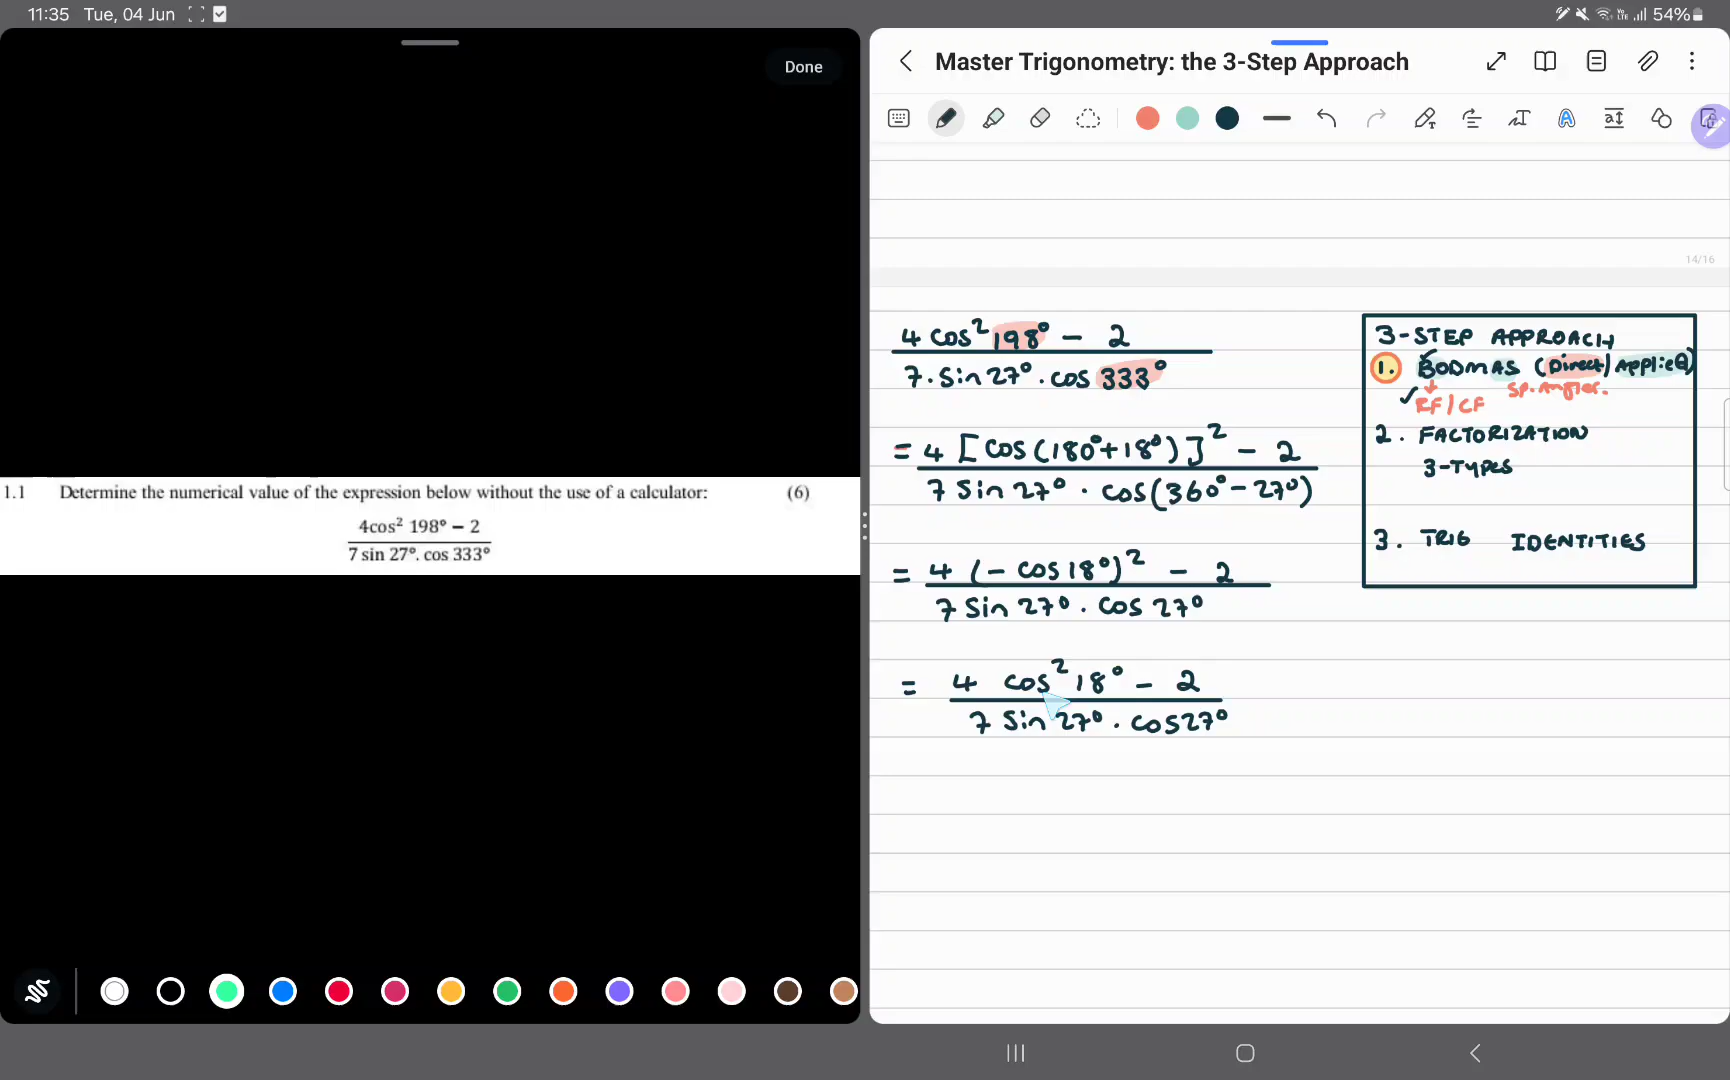 11:35 Tue, 04 Jun
54%
Done
1.1 Determine the numerical value of the expression below without the use of a calculator: (6)
4cos² 198° − 2
7 sin 27°. cos 333°
Master Trigonometry: the 3-Step Approach
14/16
4 cos² 198° − 2
7 . sin 27° . cos 333°
= 4 [cos(180°+18°)]² − 2
7 sin 27° . cos(360° − 27°)
= 4 (− cos 18°)² − 2
7 sin 27° . cos 27°
= 4 cos² 18° − 2
7 sin 27° . cos 27°
3-STEP APPROACH
1. BODMAS (Direct/Applied)
RF/CF Sp. Angles.
2. FACTORIZATION
3-TYPES
3. TRIG IDENTITIES